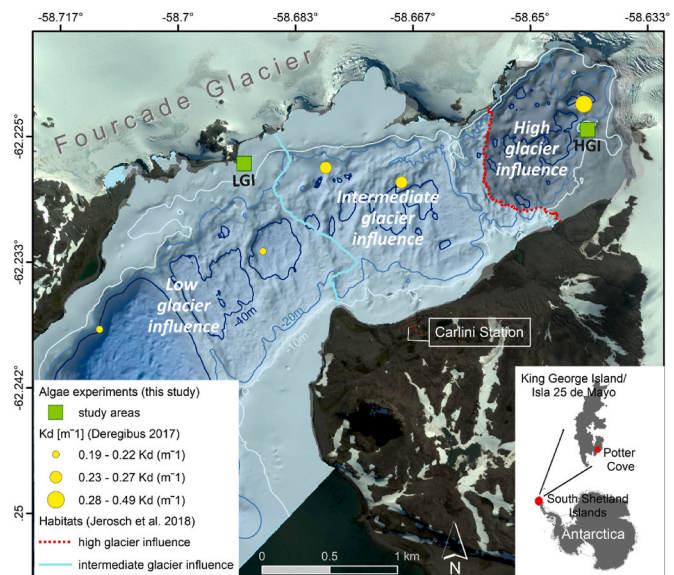 -58.717°
-58.7°
-58.683°
-58.667°
-58.65°
-58.633°
-62.225°
-62.233°
-62.242°
-62.25°
Fourcade Glacier
High
glacier
influence
HGI
LGI
Intermediate
glacier
influence
Low
glacier
influence
-40m
-20m
-10m
Carlini Station
Algae experiments (this study)
study areas
Kd [m⁻¹] (Deregibus 2017)
0.19 - 0.22 Kd (m⁻¹)
0.23 - 0.27 Kd (m⁻¹)
0.28 - 0.49 Kd (m⁻¹)
Habitats (Jerosch et al. 2018)
high glacier influence
intermediate glacier influence
0 0.5 1 km
N
King George Island/
Isla 25 de Mayo
Potter
Cove
South Shetland
Islands
Antarctica